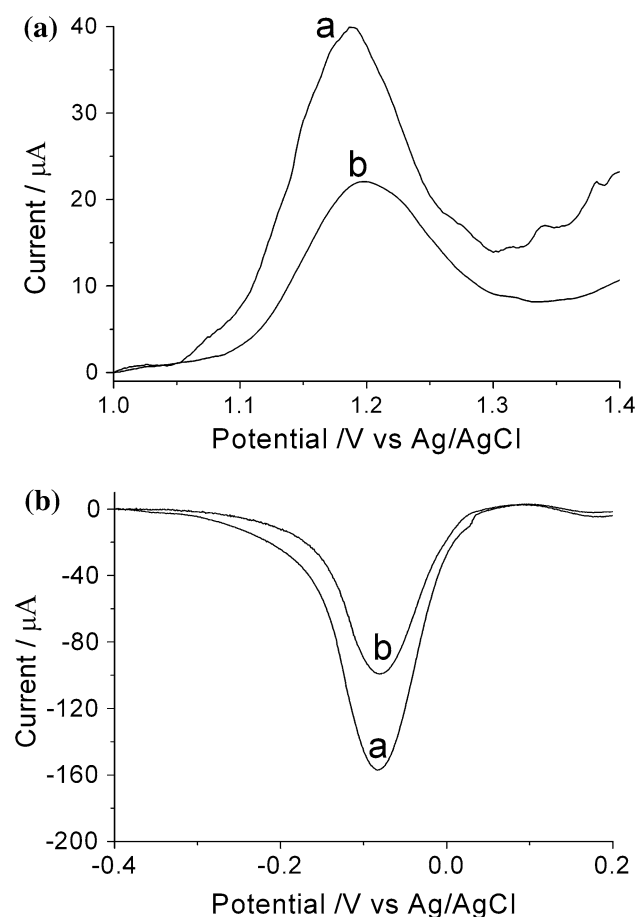 (a)
40
a
30
b
20
10
0
Current / μA
1.0 1.1 1.2 1.3 1.4
Potential /V vs Ag/AgCl
(b)
0
-40
-80
b
-120
a
-160
-200
Current / μA
-0.4 -0.2 0.0 0.2
Potential /V vs Ag/AgCl